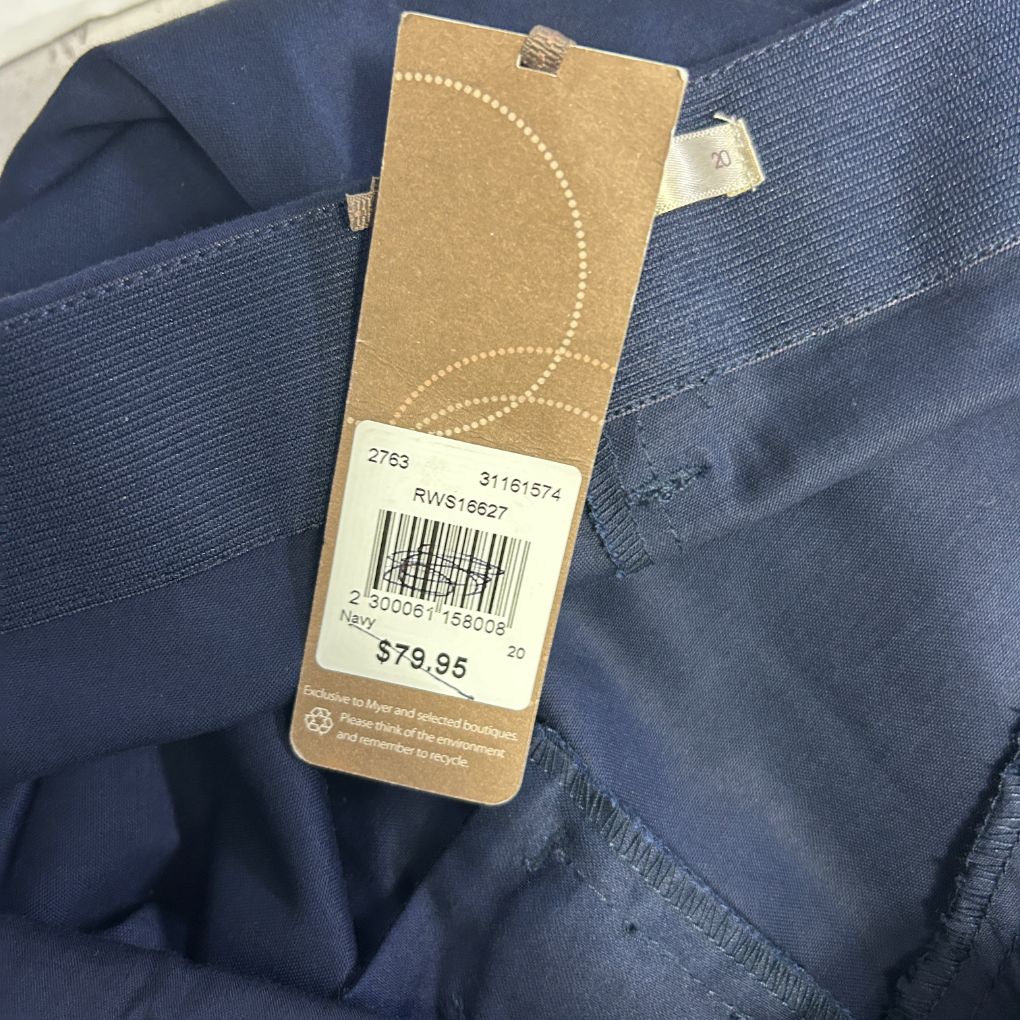 20
2763
31161574
RWS16627
2 300061 158008
Navy
20
$79.95
Exclusive to Myer and selected boutiques.
Please think of the environment
and remember to recycle.